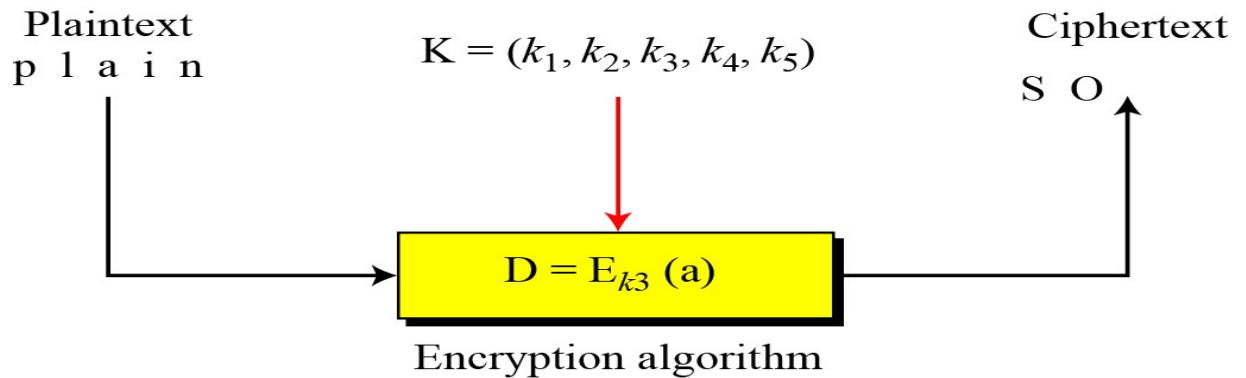 Plaintext
p l a i n
K = (k1, k2, k3, k4, k5)
Ciphertext
S O
D = Ek3 (a)
Encryption algorithm